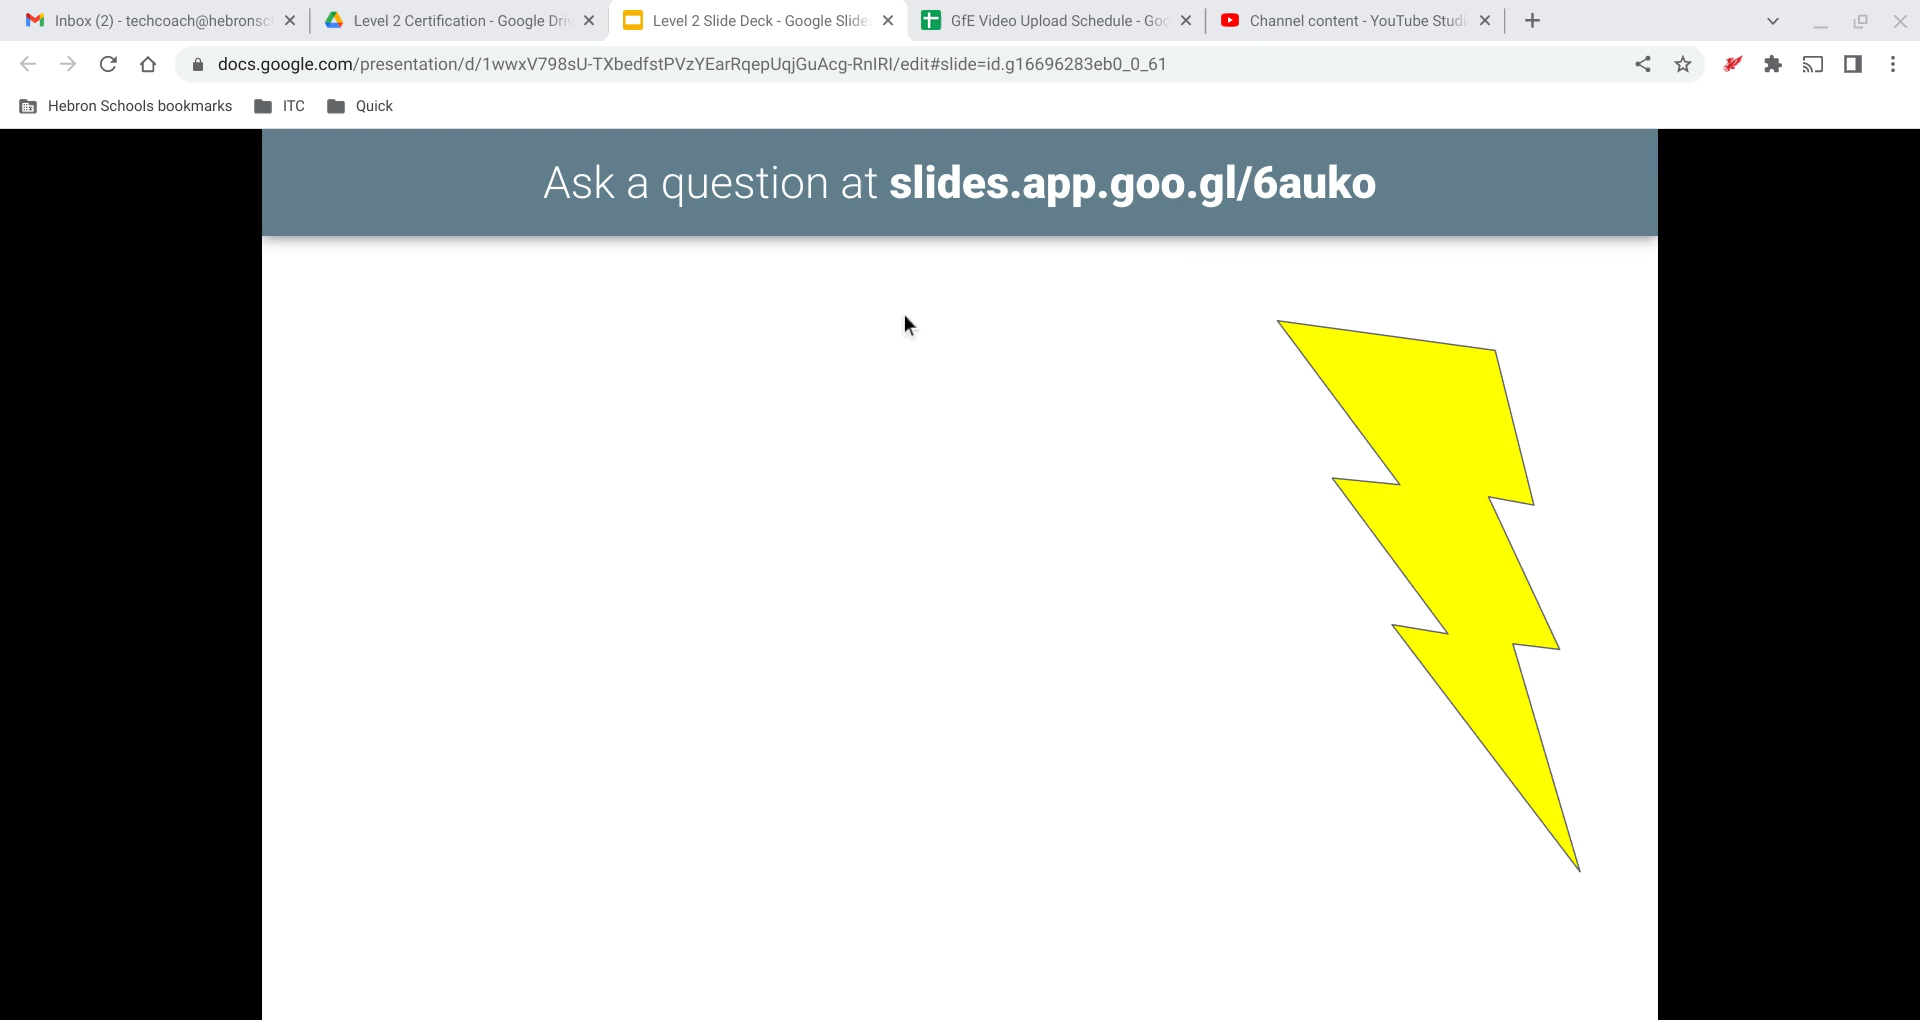 Inbox (2) - techcoach@hebronsc
Level 2 Certification - Google Driv
Level 2 Slide Deck - Google Slide
GfE Video Upload Schedule - Goo
Channel content - YouTube Studi
docs.google.com/presentation/d/1wwxV798sU-TXbedfstPVzYEarRqepUqjGuAcg-RnIRI/edit#slide=id.g16696283eb0_0_61
Hebron Schools bookmarks
ITC
Quick
Ask a question at slides.app.goo.gl/6auko